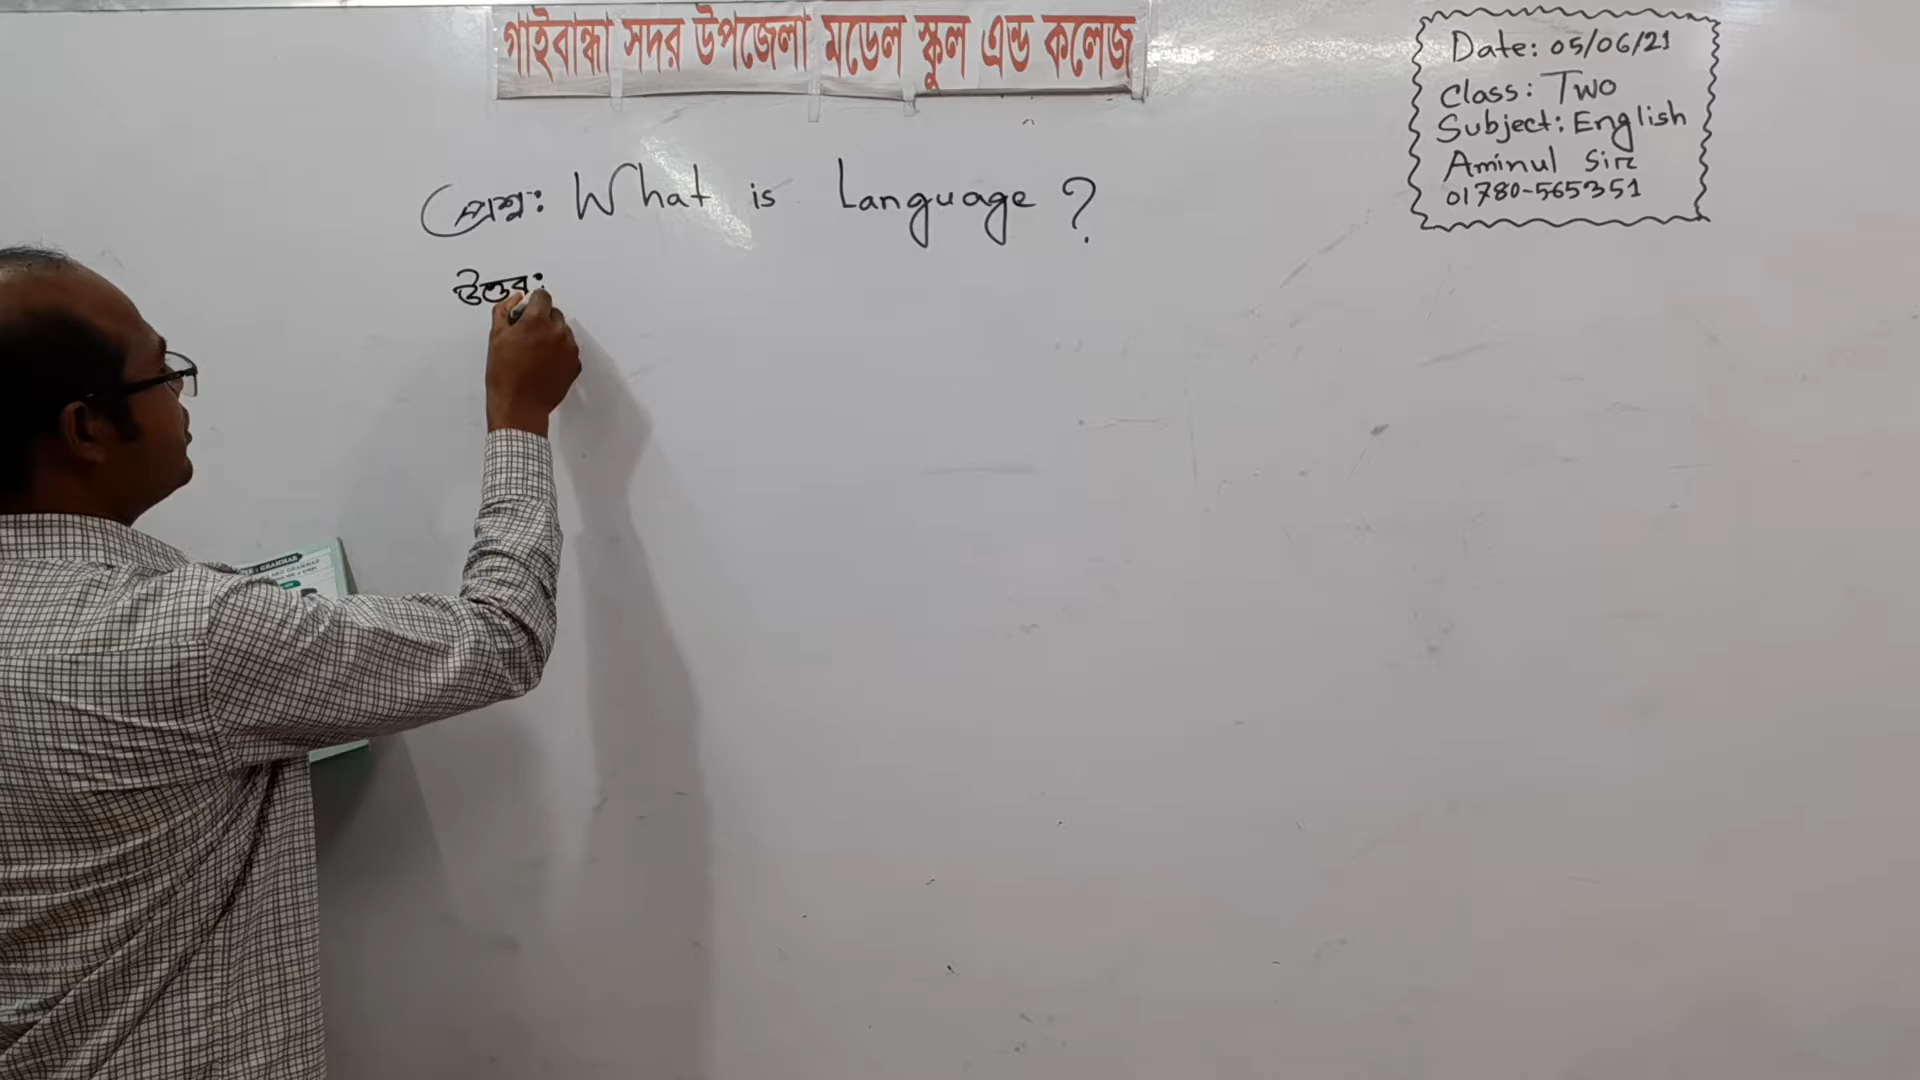 গাইবান্ধা সদর উপজেলা মডেল স্কুল এন্ড কলেজ
Date: 05/06/21
Class: Two
Subject: English
Aminul Sir
01780-565351
প্রশ্ন: What is Language ?
উত্তর:
GRAMMAR